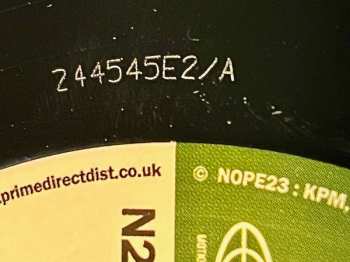 244545E2/A
primedirectdist.co.uk
© NOPE23 : KPM,
N2